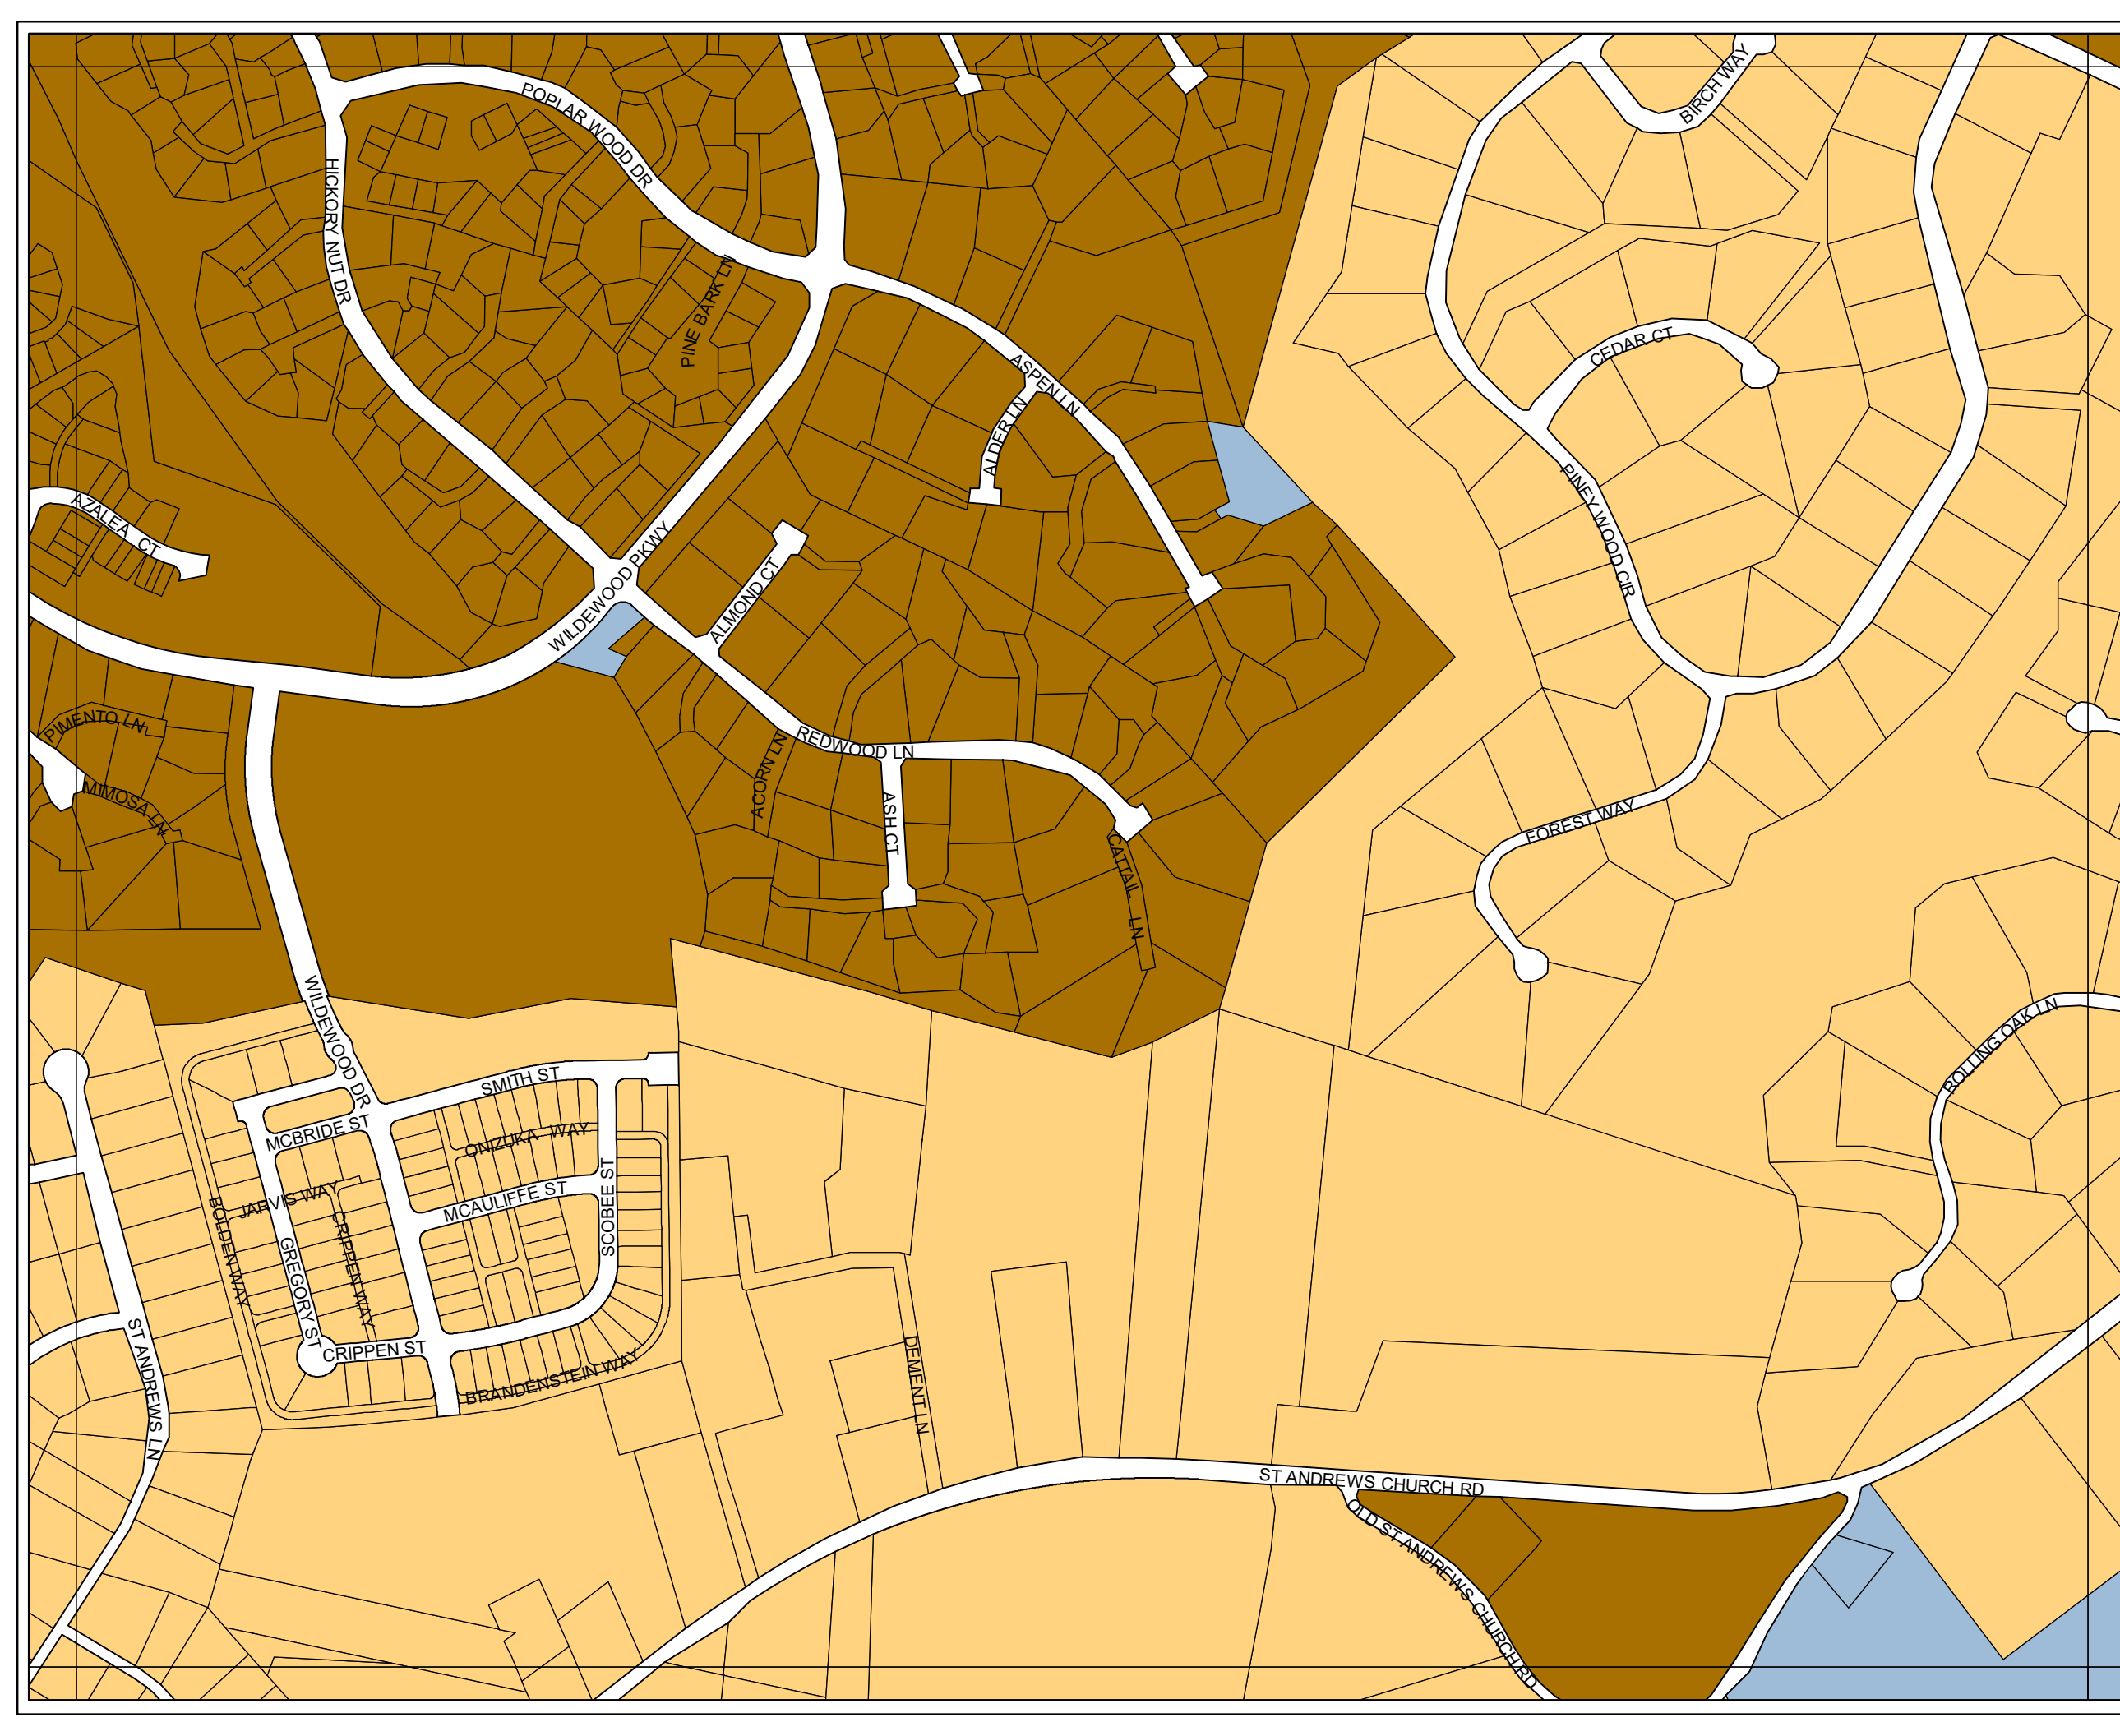 BIRCH WAY
POPLAR WOOD DR
HICKORY NUT DR
PINE BARK LN
CEDAR CT
ASPEN LN
ALDER LN
AZALEA CT
PINEY WOOD CIR
WILDEWOOD PKWY
ALMOND CT
PIMENTO LN
REDWOOD LN
ACORN LN
MIMOSA LN
ASH CT
FOREST WAY
CATTAIL LN
WILDEWOOD DR
ROLLING OAK LN
SMITH ST
MCBRIDE ST
ONIZUKA WAY
JARVIS WAY
MCAULIFFE ST
SCOBEE ST
BOLDEN WAY
CRIPPEN WAY
GREGORY ST
CRIPPEN ST
ST ANDREWS LN
BRANDENSTEIN WAY
DEMENT LN
ST ANDREWS CHURCH RD
OLD ST ANDREWS CHURCH RD